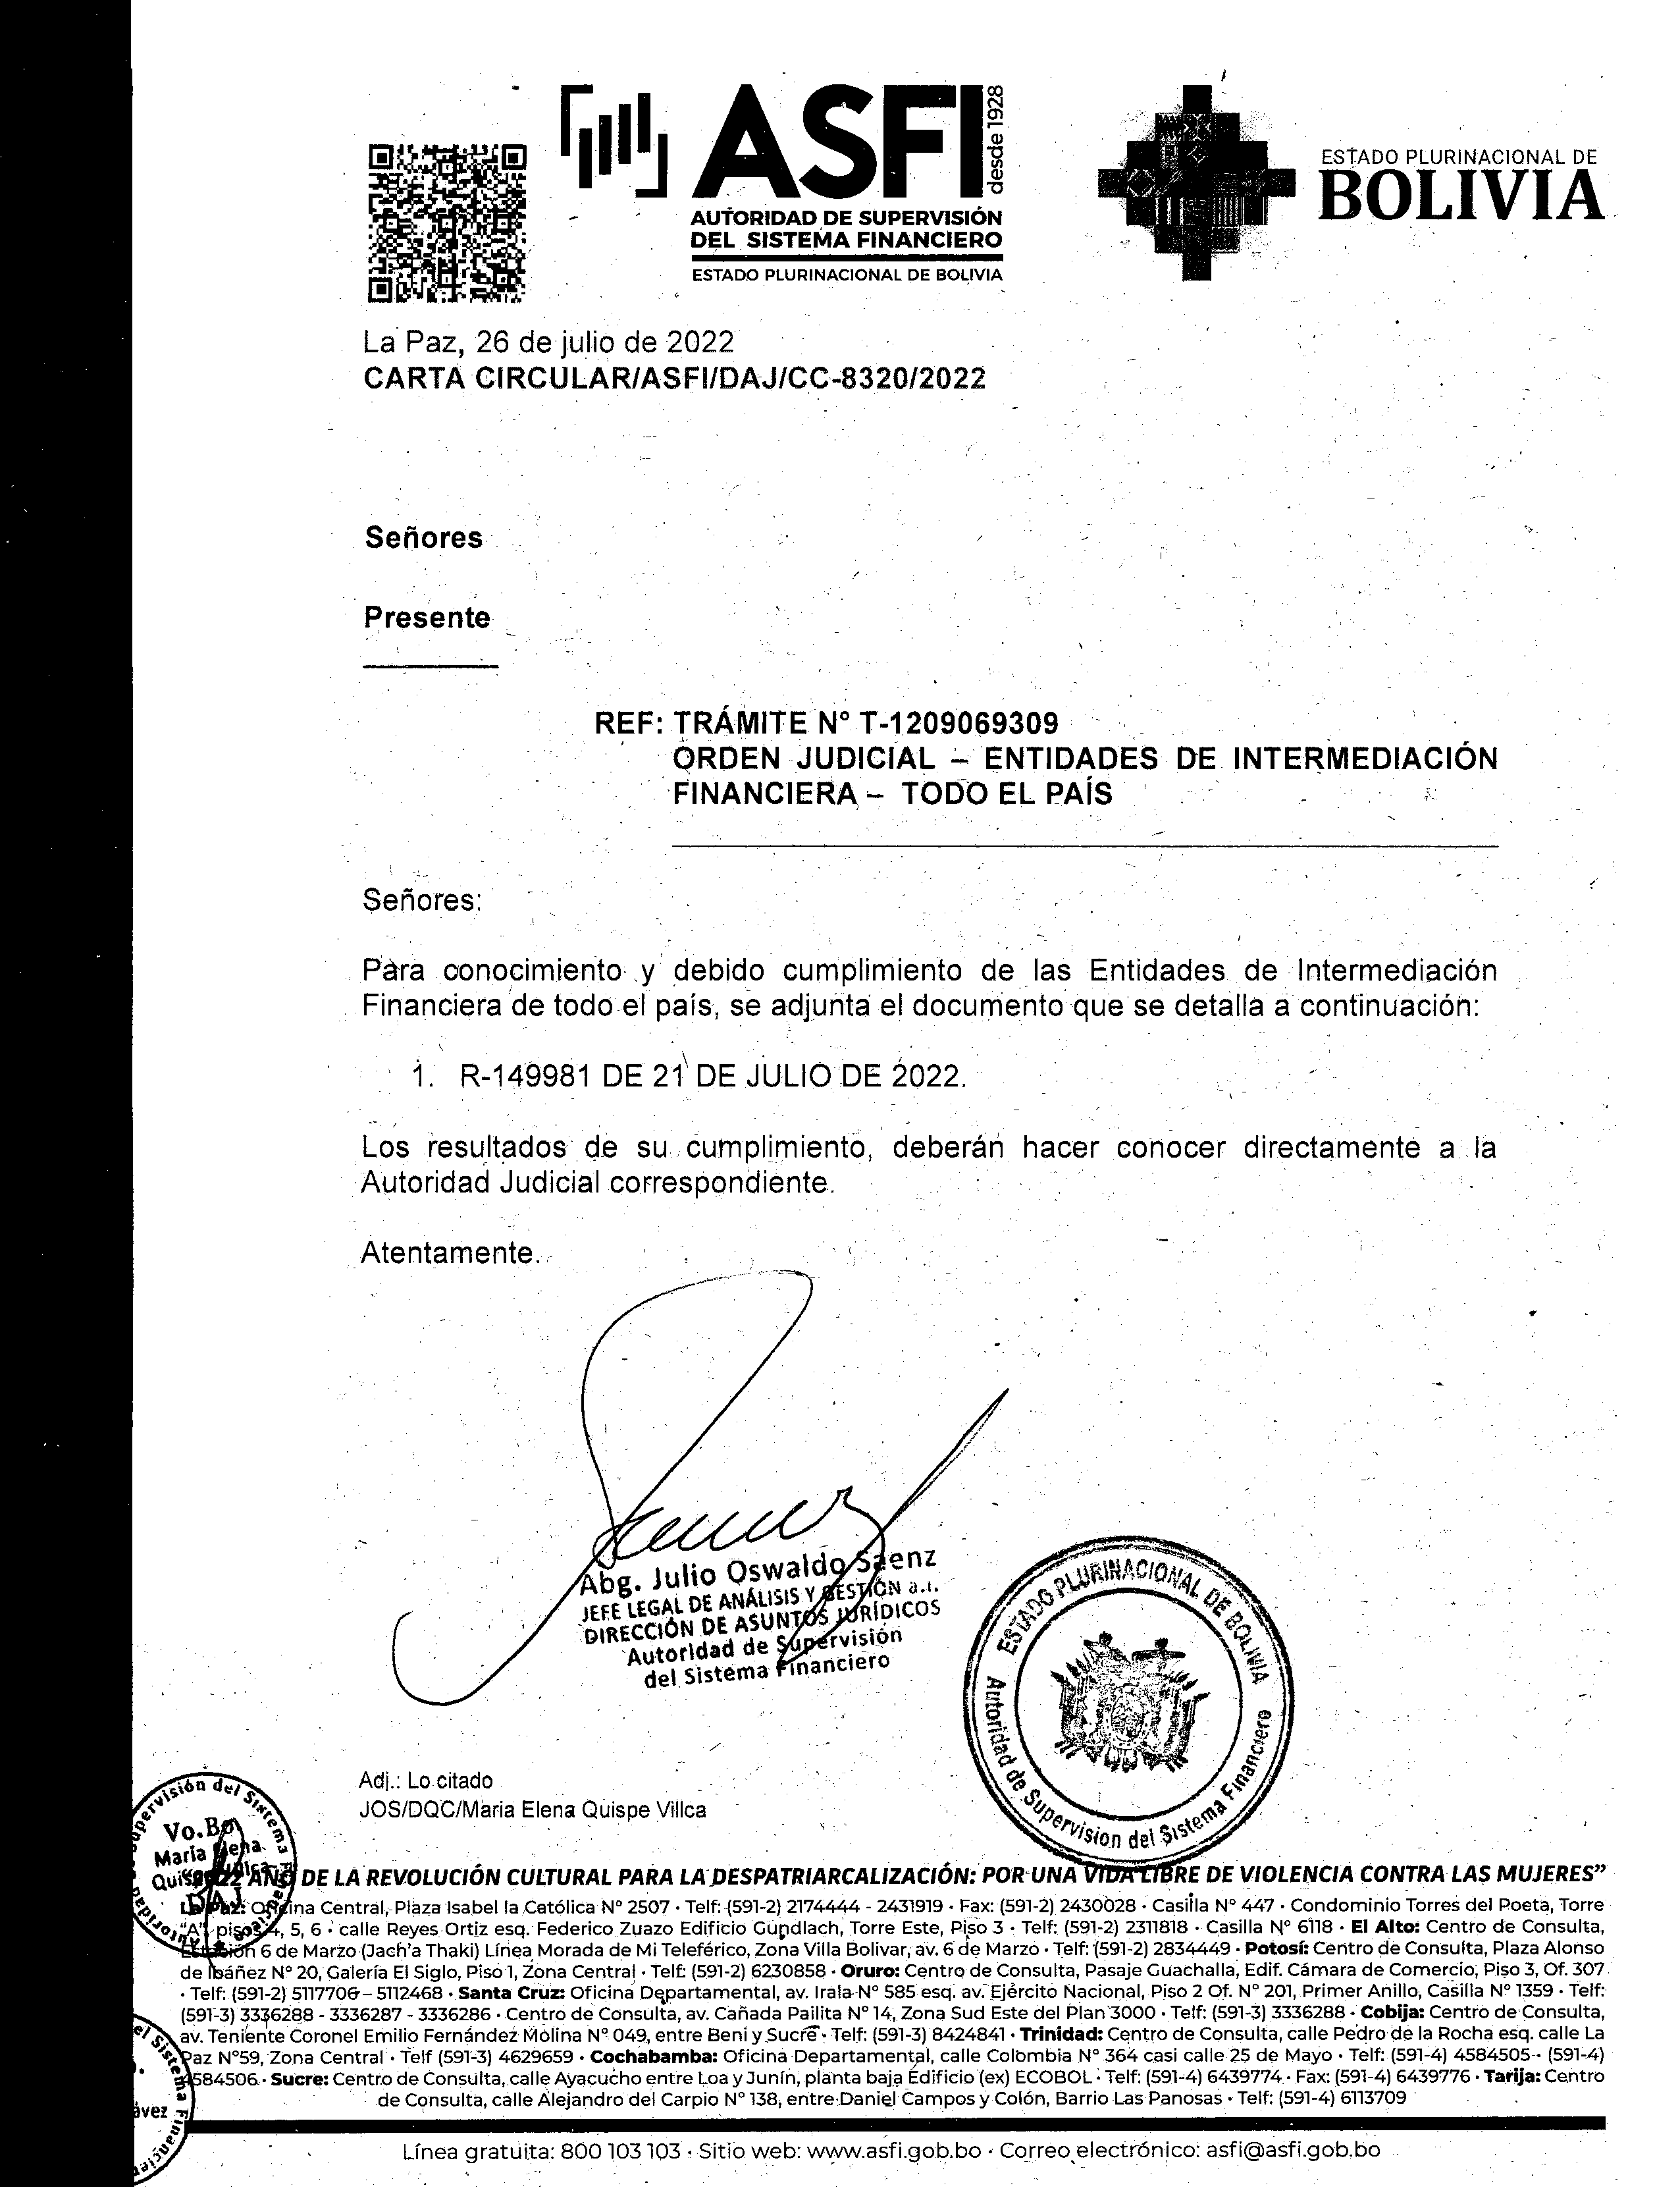 ASFI
desde 1928
AUTORIDAD DE SUPERVISIÓN
DEL SISTEMA FINANCIERO
ESTADO PLURINACIONAL DE BOLIVIA
ESTADO PLURINACIONAL DE
BOLIVIA
La Paz, 26 de julio de 2022
CARTA CIRCULAR/ASFI/DAJ/CC-8320/2022
Señores
Presente
REF: TRÁMITE N° T-1209069309
ORDEN JUDICIAL – ENTIDADES DE INTERMEDIACIÓN
FINANCIERA – TODO EL PAÍS
Señores:
Para conocimiento y debido cumplimiento de las Entidades de Intermediación
Financiera de todo el país, se adjunta el documento que se detalla a continuación:
1. R-149981 DE 21 DE JULIO DE 2022.
Los resultados de su cumplimiento, deberán hacer conocer directamente a la
Autoridad Judicial correspondiente.
Atentamente.
Abg. Julio Oswaldo Saenz
JEFE LEGAL DE ANÁLISIS Y GESTIÓN a.i.
DIRECCIÓN DE ASUNTOS JURÍDICOS
Autoridad de Supervisión
del Sistema Financiero
ESTADO PLURINACIONAL DE BOLIVIA
Autoridad de Supervision del Sistema Financiero
Adj.: Lo citado
JOS/DQC/Maria Elena Quispe Villca
Vo.Bo
Maria Elena
DAJ
AÑO DE LA REVOLUCIÓN CULTURAL PARA LA DESPATRIARCALIZACIÓN: POR UNA VIDA LIBRE DE VIOLENCIA CONTRA LAS MUJERES”
La Paz: Oficina Central, Plaza Isabel la Católica N° 2507 · Telf: (591-2) 2174444 - 2431919 · Fax: (591-2) 2430028 · Casilla N° 447 · Condominio Torres del Poeta, Torre
“A” piso 4, 5, 6 · calle Reyes Ortiz esq. Federico Zuazo Edificio Gundlach, Torre Este, Piso 3 · Telf: (591-2) 2311818 · Casilla N° 6118 · El Alto: Centro de Consulta,
Estación 6 de Marzo (Jach’a Thaki) Línea Morada de Mi Teleférico, Zona Villa Bolivar, av. 6 de Marzo · Telf: (591-2) 2834449 · Potosí: Centro de Consulta, Plaza Alonso
de Ibáñez N° 20, Galería El Siglo, Piso 1, Zona Central · Telf: (591-2) 6230858 · Oruro: Centro de Consulta, Pasaje Guachalla, Edif. Cámara de Comercio, Piso 3, Of. 307
· Telf: (591-2) 5117706 – 5112468 · Santa Cruz: Oficina Departamental, av. Irala N° 585 esq. av. Ejército Nacional, Piso 2 Of. N° 201, Primer Anillo, Casilla N° 1359 · Telf:
(591-3) 3336288 - 3336287 - 3336286 · Centro de Consulta, av. Cañada Pailita N° 14, Zona Sud Este del Plan 3000 · Telf: (591-3) 3336288 · Cobija: Centro de Consulta,
av. Teniente Coronel Emilio Fernández Molina N° 049, entre Beni y Sucre · Telf: (591-3) 8424841 · Trinidad: Centro de Consulta, calle Pedro de la Rocha esq. calle La
Paz N°59, Zona Central · Telf (591-3) 4629659 · Cochabamba: Oficina Departamental, calle Colombia N° 364 casi calle 25 de Mayo · Telf: (591-4) 4584505 · (591-4)
4584506 · Sucre: Centro de Consulta, calle Ayacucho entre Loa y Junín, planta baja Edificio (ex) ECOBOL · Telf: (591-4) 6439774 · Fax: (591-4) 6439776 · Tarija: Centro
de Consulta, calle Alejandro del Carpio N° 138, entre Daniel Campos y Colón, Barrio Las Panosas · Telf: (591-4) 6113709
Línea gratuita: 800 103 103 · Sitio web: www.asfi.gob.bo · Correo electrónico: asfi@asfi.gob.bo